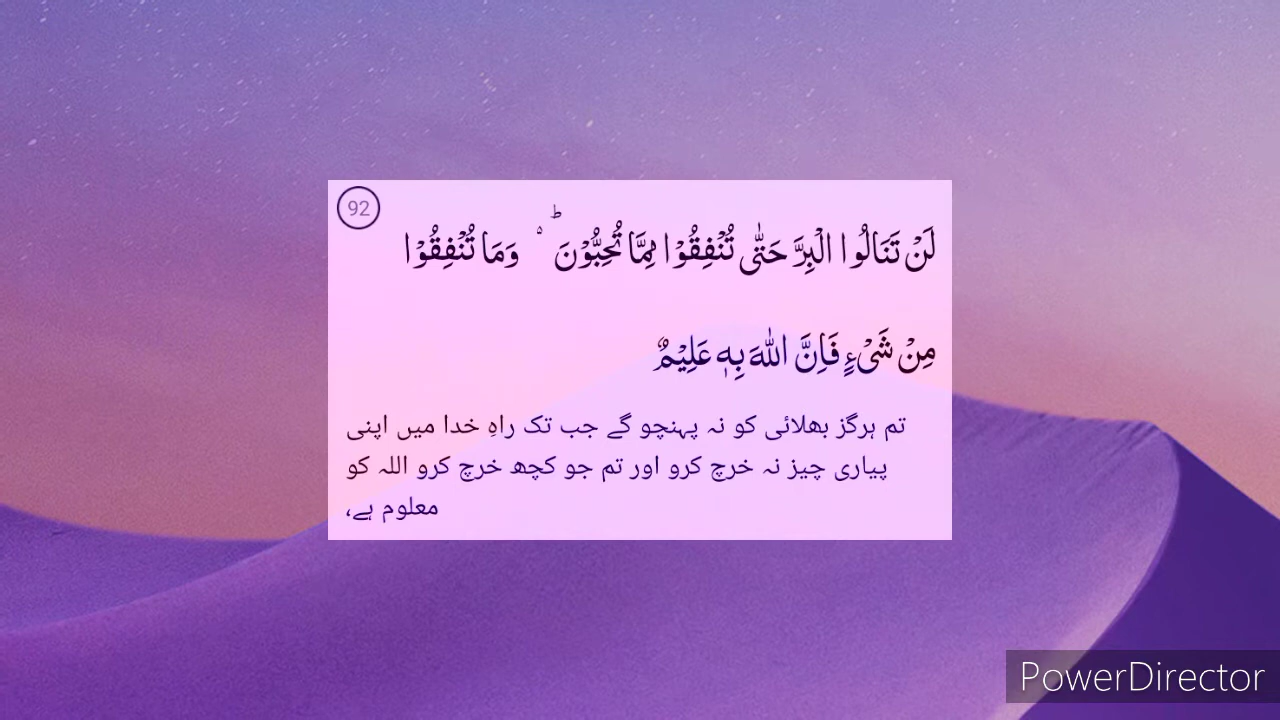 92
لَنْ تَنَالُوا الْبِرَّ حَتّٰى تُنْفِقُوْا مِمَّا تُحِبُّوْنَ ؕ۬ وَمَا تُنْفِقُوْا
مِنْ شَیْءٍ فَاِنَّ اللّٰهَ بِهٖ عَلِیْمٌ
تم ہرگز بھلائی کو نہ پہنچو گے جب تک راہِ خدا میں اپنی
پیاری چیز نہ خرچ کرو اور تم جو کچھ خرچ کرو اللہ کو
معلوم ہے،
PowerDirector